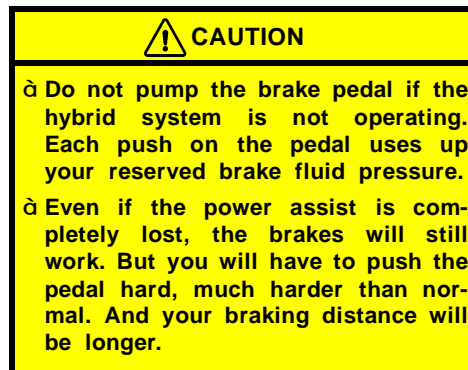 CAUTION
à Do not pump the brake pedal if the
hybrid system is not operating.
Each push on the pedal uses up
your reserved brake fluid pressure.
à Even if the power assist is com-
pletely lost, the brakes will still
work. But you will have to push the
pedal hard, much harder than nor-
mal. And your braking distance will
be longer.